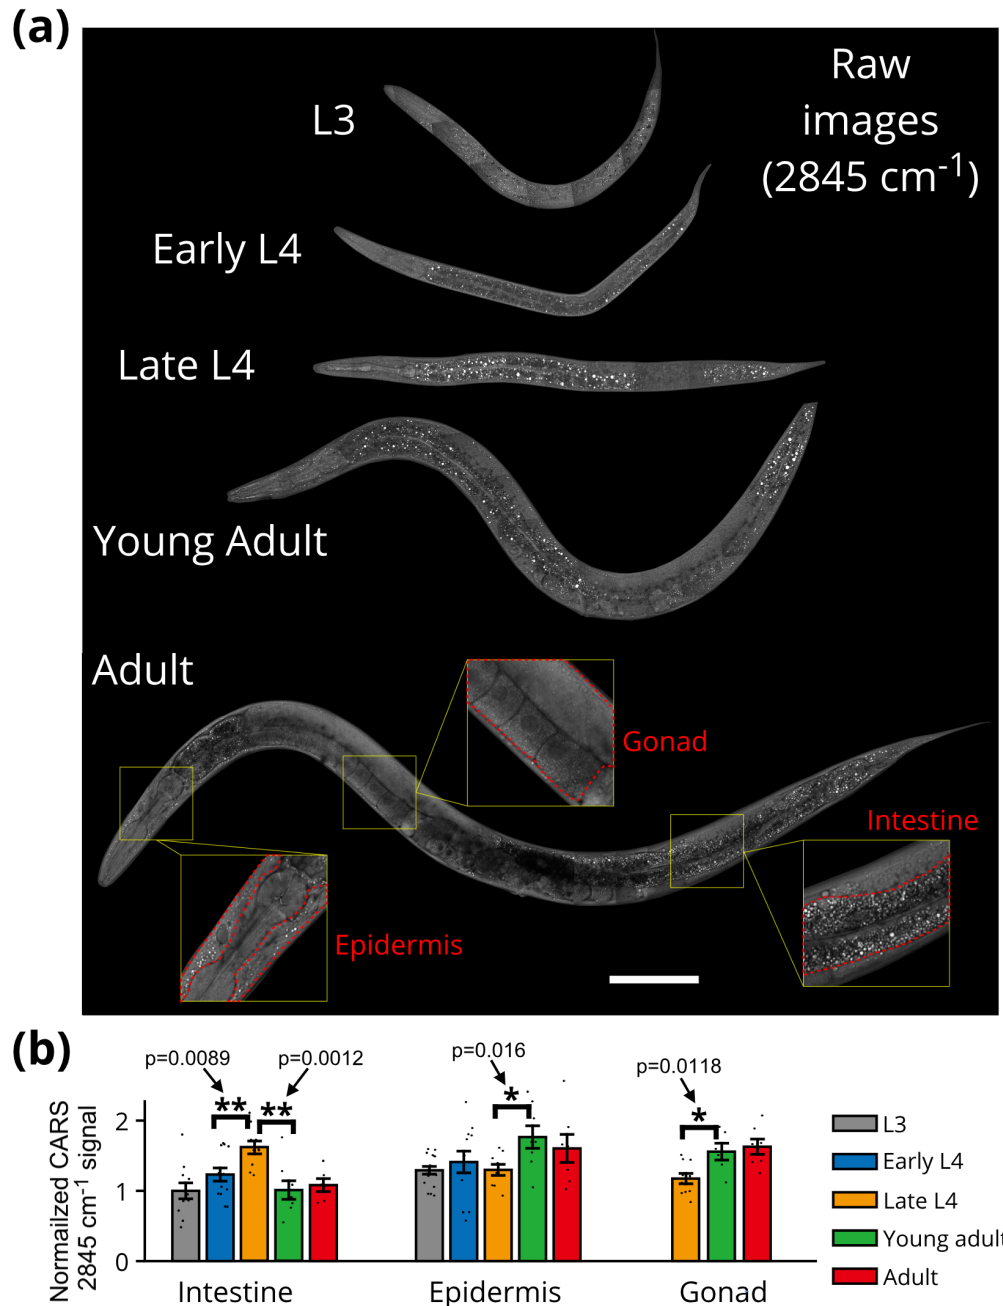 (a)
Raw
images
(2845 cm⁻¹)
L3
Early L4
Late L4
Young Adult
Adult
Gonad
Intestine
Epidermis
(b)
p=0.0089
p=0.0012
p=0.016
p=0.0118
**
**
*
*
Normailzed CARS
2845 cm⁻¹ signal
2
1
0
Intestine
Epidermis
Gonad
L3
Early L4
Late L4
Young adult
Adult